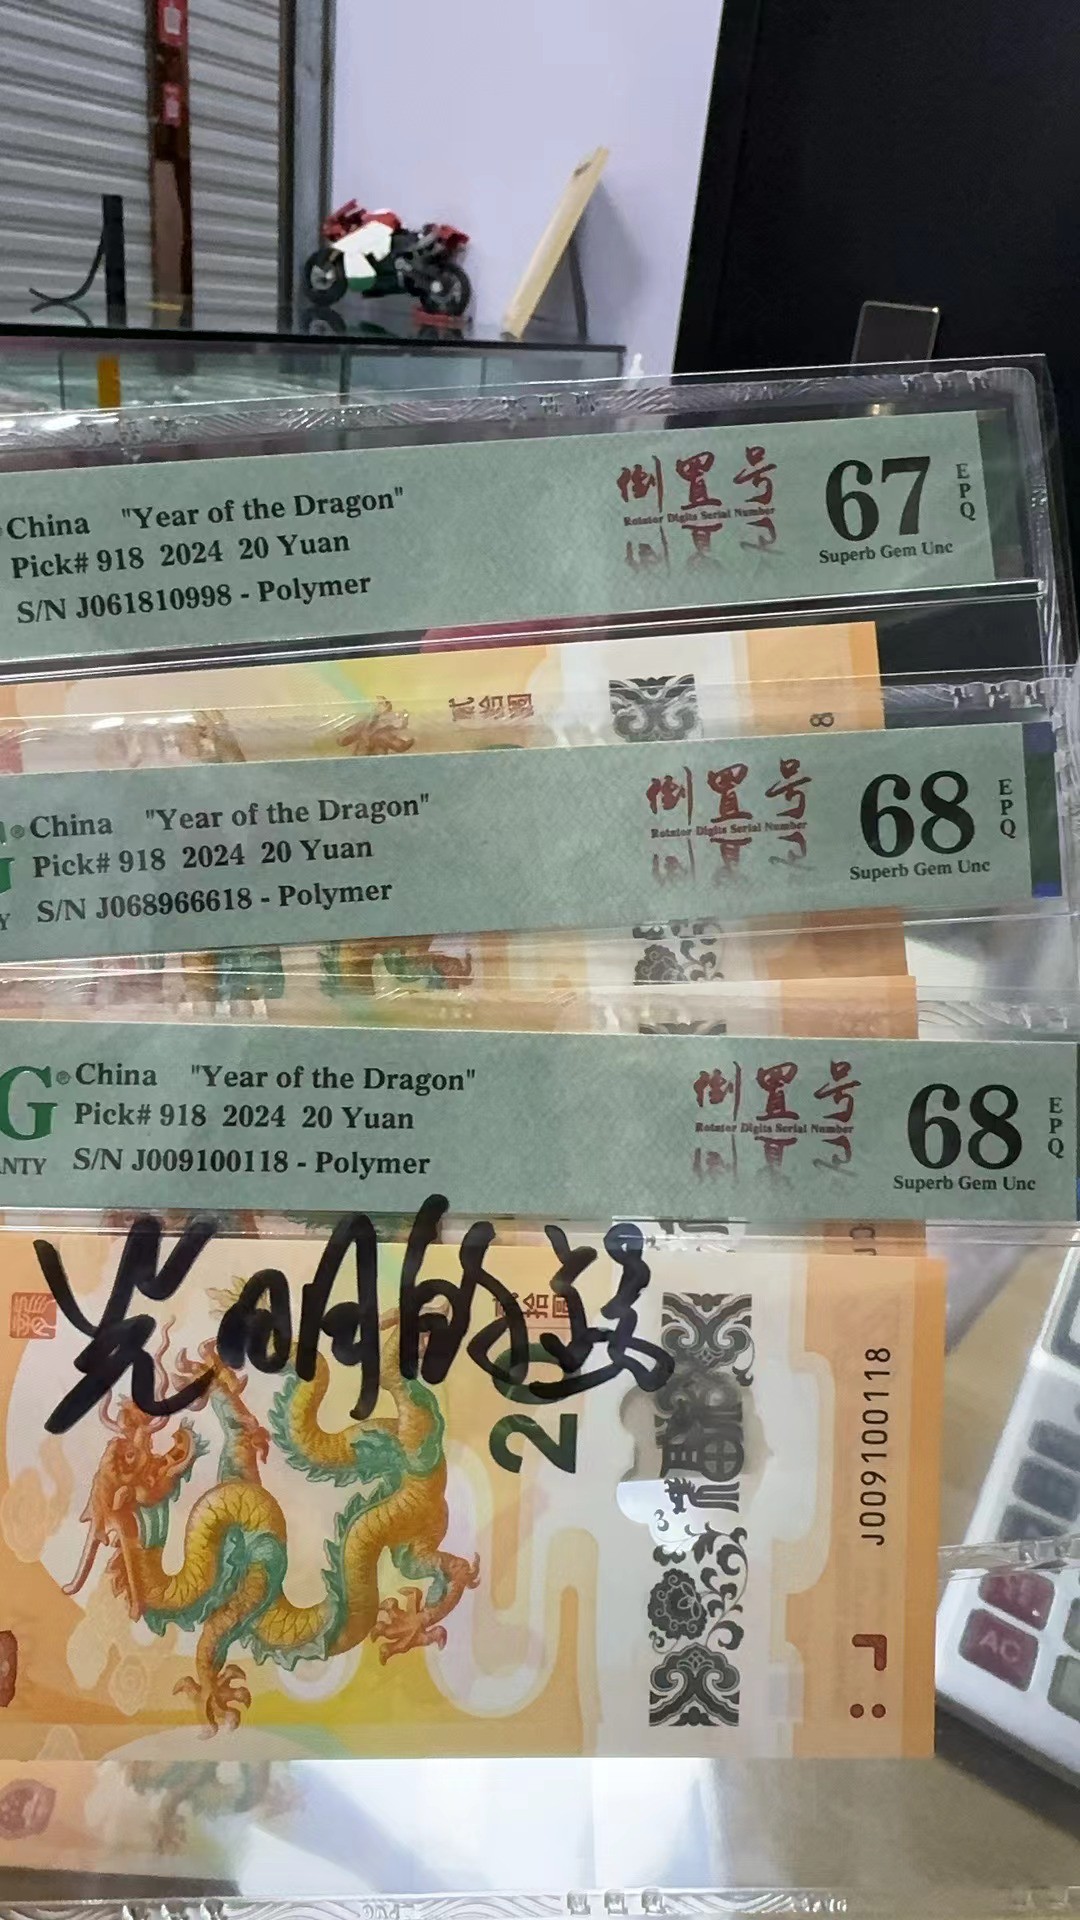 China "Year of the Dragon"
Pick# 918 2024 20 Yuan
S/N J061810998 - Polymer
倒置号
Rotator Digits Serial Number
67
EPQ
Superb Gem Unc
8
China "Year of the Dragon"
Pick# 918 2024 20 Yuan
S/N J068966618 - Polymer
倒置号
Rotator Digits Serial Number
68
EPQ
Superb Gem Unc
G® China "Year of the Dragon"
Pick# 918 2024 20 Yuan
NTY S/N J009100118 - Polymer
倒置号
Rotator Digits Serial Number
68
EPQ
Superb Gem Unc
光明的
20
J009100118
AC